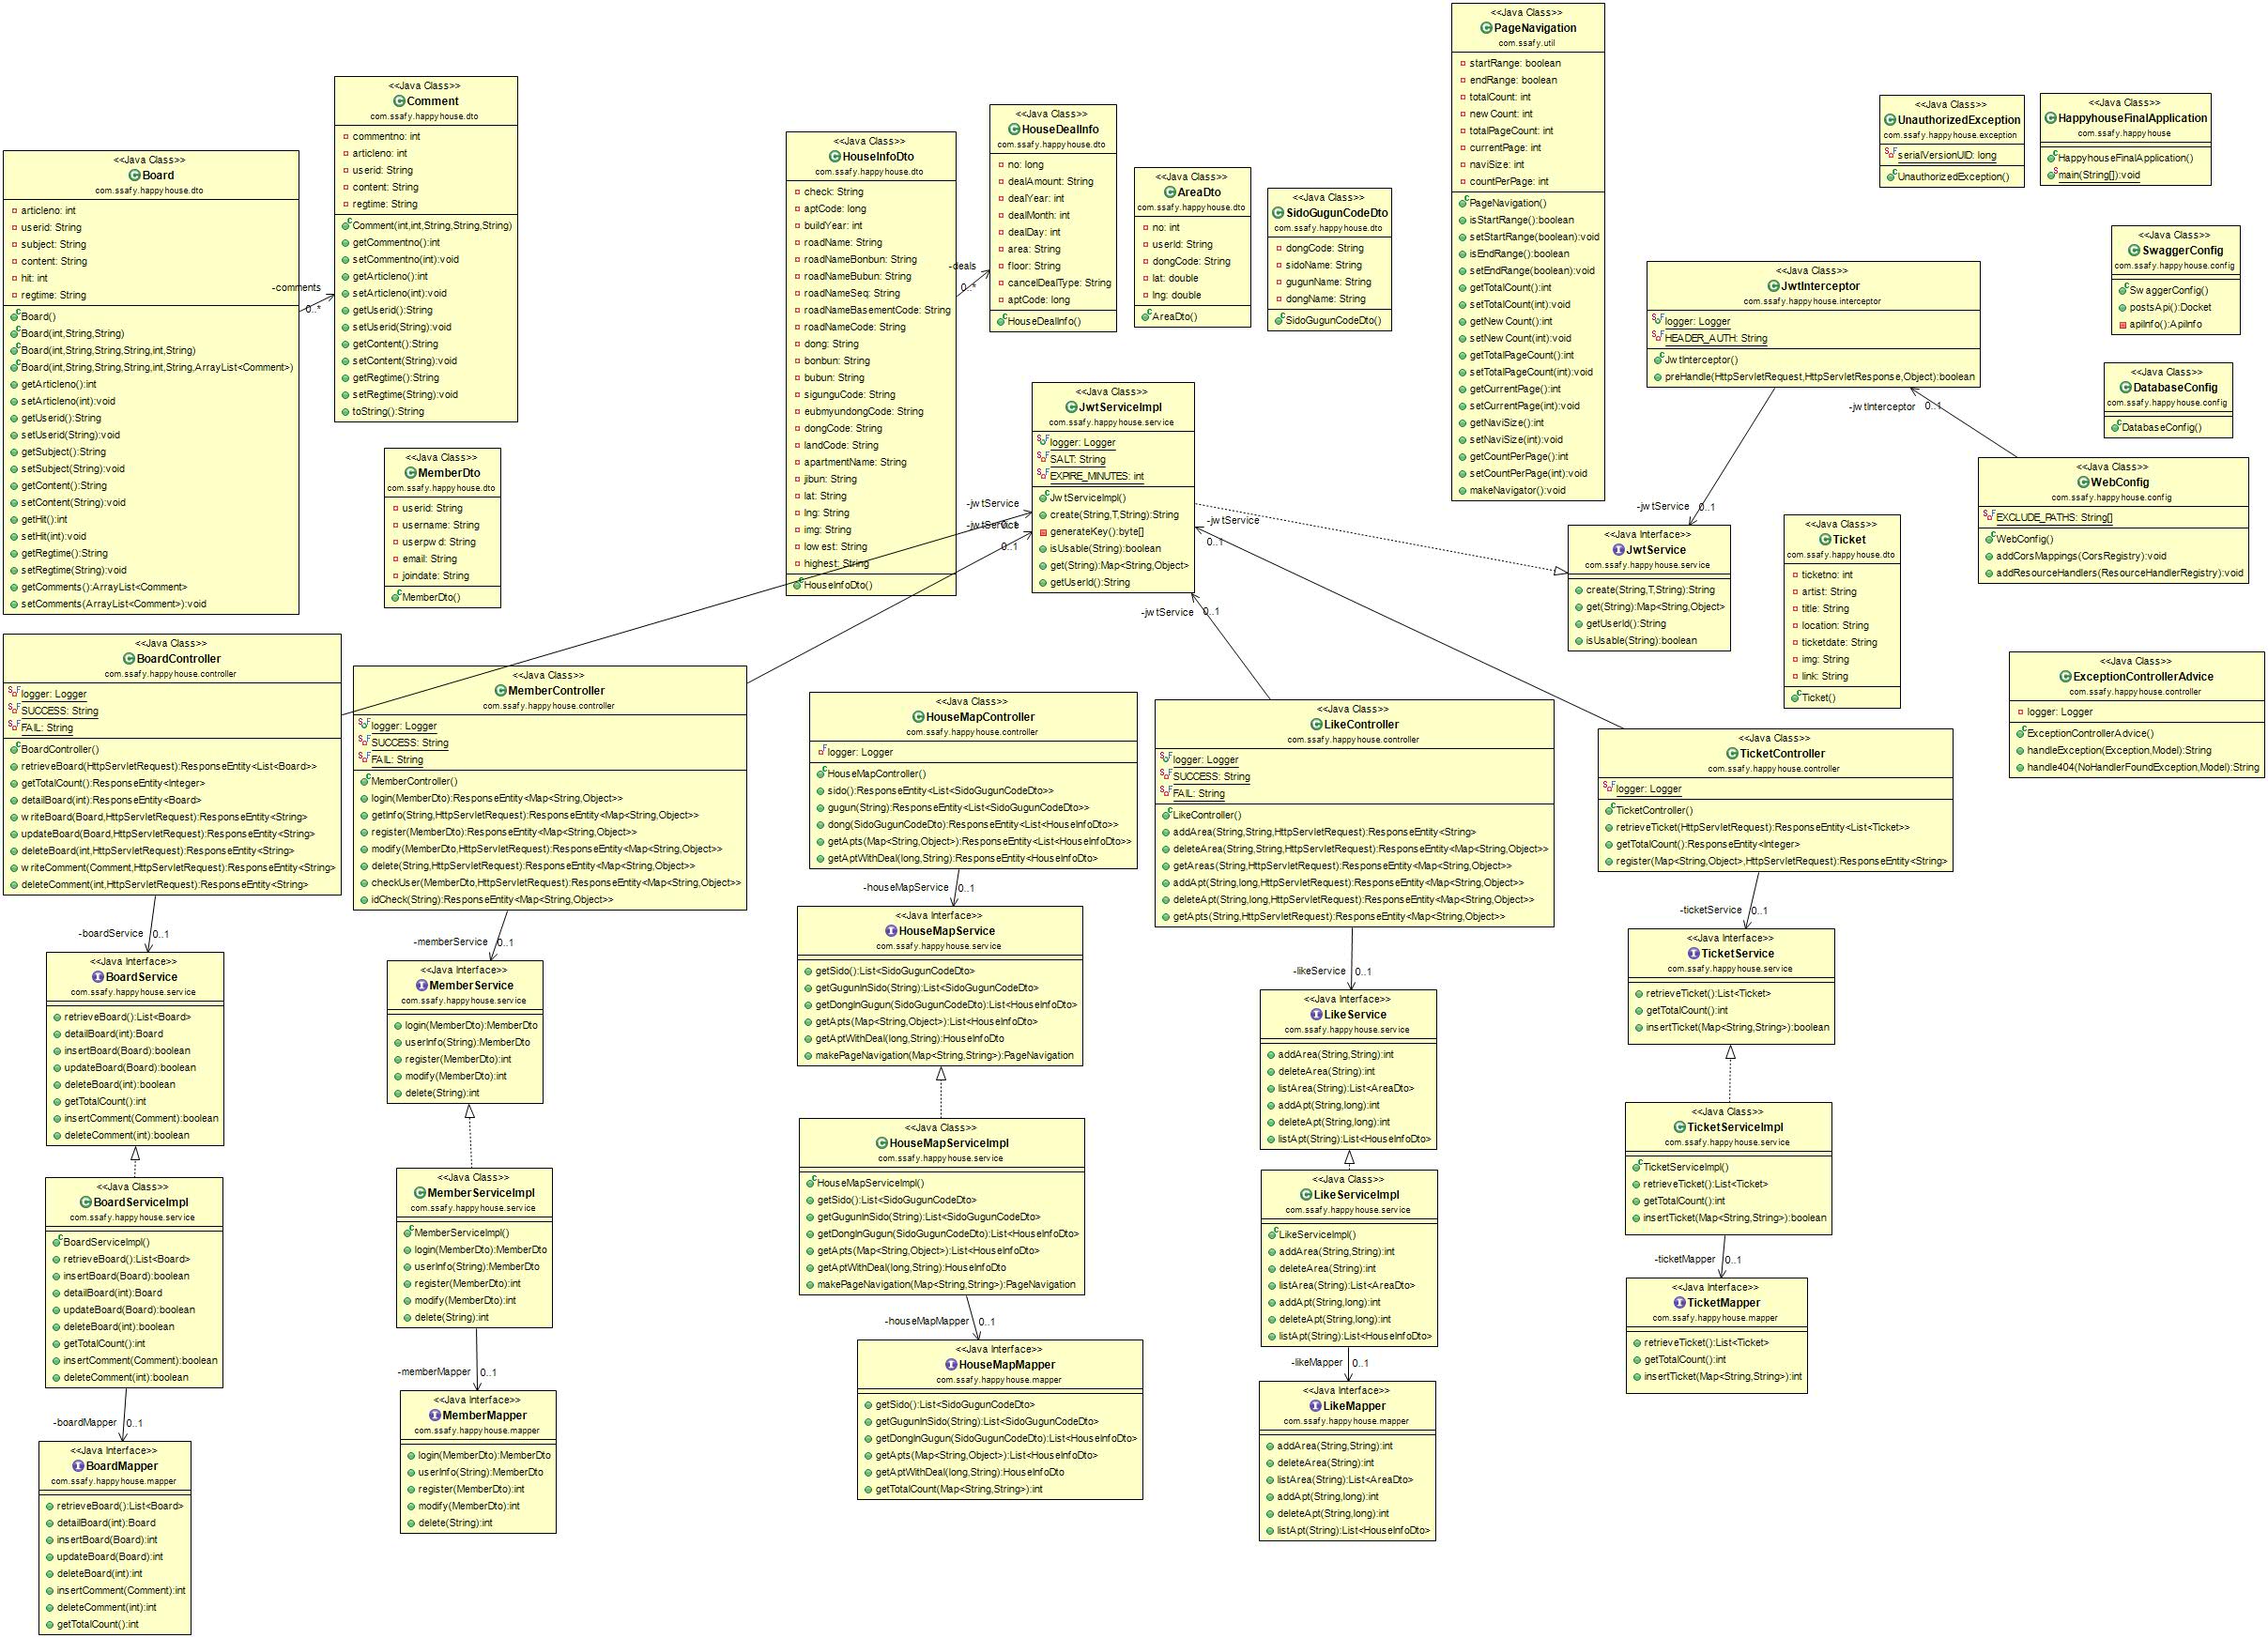 <<Java Class>>
Board
com.ssafy.happyhouse.dto
articleno: int
userid: String
subject: String
content: String
hit: int
regtime: String
Board()
Board(int,String,String)
Board(int,String,String,String,int,String)
Board(int,String,String,String,int,String,ArrayList<Comment>)
getArticleno():int
setArticleno(int):void
getUserid():String
setUserid(String):void
getSubject():String
setSubject(String):void
getContent():String
setContent(String):void
getHit():int
setHit(int):void
getRegtime():String
setRegtime(String):void
getComments():ArrayList<Comment>
setComments(ArrayList<Comment>):void
-comments
0..*
<<Java Class>>
Comment
com.ssafy.happyhouse.dto
commentno: int
articleno: int
userid: String
content: String
regtime: String
Comment(int,int,String,String,String)
getCommentno():int
setCommentno(int):void
getArticleno():int
setArticleno(int):void
getUserid():String
setUserid(String):void
getContent():String
setContent(String):void
getRegtime():String
setRegtime(String):void
toString():String
<<Java Class>>
MemberDto
com.ssafy.happyhouse.dto
userid: String
username: String
userpwd: String
email: String
joindate: String
MemberDto()
<<Java Class>>
HouseInfoDto
com.ssafy.happyhouse.dto
check: String
aptCode: long
buildYear: int
roadName: String
roadNameBonbun: String
roadNameBubun: String
roadNameSeq: String
roadNameBasementCode: String
roadNameCode: String
dong: String
bonbun: String
bubun: String
sigunguCode: String
eubmyundongCode: String
dongCode: String
landCode: String
apartmentName: String
jibun: String
lat: String
lng: String
img: String
lowest: String
highest: String
HouseInfoDto()
-deals
0..*
<<Java Class>>
HouseDealInfo
com.ssafy.happyhouse.dto
no: long
dealAmount: String
dealYear: int
dealMonth: int
dealDay: int
area: String
floor: String
cancelDealType: String
aptCode: long
HouseDealInfo()
<<Java Class>>
AreaDto
com.ssafy.happyhouse.dto
no: int
userId: String
dongCode: String
lat: double
lng: double
AreaDto()
<<Java Class>>
SidoGugunCodeDto
com.ssafy.happyhouse.dto
dongCode: String
sidoName: String
gugunName: String
dongName: String
SidoGugunCodeDto()
<<Java Class>>
PageNavigation
com.ssafy.util
startRange: boolean
endRange: boolean
totalCount: int
newCount: int
totalPageCount: int
currentPage: int
naviSize: int
countPerPage: int
PageNavigation()
isStartRange():boolean
setStartRange(boolean):void
isEndRange():boolean
setEndRange(boolean):void
getTotalCount():int
setTotalCount(int):void
getNewCount():int
setNewCount(int):void
getTotalPageCount():int
setTotalPageCount(int):void
getCurrentPage():int
setCurrentPage(int):void
getNaviSize():int
setNaviSize(int):void
getCountPerPage():int
setCountPerPage(int):void
makeNavigator():void
<<Java Class>>
UnauthorizedException
com.ssafy.happyhouse.exception
serialVersionUID: long
UnauthorizedException()
<<Java Class>>
HappyhouseFinalApplication
com.ssafy.happyhouse
HappyhouseFinalApplication()
main(String[]):void
<<Java Class>>
SwaggerConfig
com.ssafy.happyhouse.config
SwaggerConfig()
postsApi():Docket
apiInfo():ApiInfo
<<Java Class>>
JwtInterceptor
com.ssafy.happyhouse.interceptor
logger: Logger
HEADER_AUTH: String
JwtInterceptor()
preHandle(HttpServletRequest,HttpServletResponse,Object):boolean
-jwtInterceptor
0..1
<<Java Class>>
DatabaseConfig
com.ssafy.happyhouse.config
DatabaseConfig()
<<Java Class>>
WebConfig
com.ssafy.happyhouse.config
EXCLUDE_PATHS: String[]
WebConfig()
addCorsMappings(CorsRegistry):void
addResourceHandlers(ResourceHandlerRegistry):void
<<Java Class>>
JwtServiceImpl
com.ssafy.happyhouse.service
logger: Logger
SALT: String
EXPIRE_MINUTES: int
JwtServiceImpl()
create(String,T,String):String
generateKey():byte[]
isUsable(String):boolean
get(String):Map<String,Object>
getUserId():String
-jwtService
0..1
-jwtService
0..1
-jwtService
0..1
-jwtService
0..1
-jwtService
0..1
<<Java Interface>>
JwtService
com.ssafy.happyhouse.service
create(String,T,String):String
get(String):Map<String,Object>
getUserId():String
isUsable(String):boolean
<<Java Class>>
Ticket
com.ssafy.happyhouse.dto
ticketno: int
artist: String
title: String
location: String
ticketdate: String
img: String
link: String
Ticket()
<<Java Class>>
ExceptionControllerAdvice
com.ssafy.happyhouse.controller
logger: Logger
ExceptionControllerAdvice()
handleException(Exception,Model):String
handle404(NoHandlerFoundException,Model):String
<<Java Class>>
BoardController
com.ssafy.happyhouse.controller
logger: Logger
SUCCESS: String
FAIL: String
BoardController()
retrieveBoard(HttpServletRequest):ResponseEntity<List<Board>>
getTotalCount():ResponseEntity<Integer>
detailBoard(int):ResponseEntity<Board>
writeBoard(Board,HttpServletRequest):ResponseEntity<String>
updateBoard(Board,HttpServletRequest):ResponseEntity<String>
deleteBoard(int,HttpServletRequest):ResponseEntity<String>
writeComment(Comment,HttpServletRequest):ResponseEntity<String>
deleteComment(int,HttpServletRequest):ResponseEntity<String>
-boardService
0..1
<<Java Class>>
MemberController
com.ssafy.happyhouse.controller
logger: Logger
SUCCESS: String
FAIL: String
MemberController()
login(MemberDto):ResponseEntity<Map<String,Object>>
getInfo(String,HttpServletRequest):ResponseEntity<Map<String,Object>>
register(MemberDto):ResponseEntity<Map<String,Object>>
modify(MemberDto,HttpServletRequest):ResponseEntity<Map<String,Object>>
delete(String,HttpServletRequest):ResponseEntity<Map<String,Object>>
checkUser(MemberDto,HttpServletRequest):ResponseEntity<Map<String,Object>>
idCheck(String):ResponseEntity<Map<String,Object>>
-memberService
0..1
<<Java Class>>
HouseMapController
com.ssafy.happyhouse.controller
logger: Logger
HouseMapController()
sido():ResponseEntity<List<SidoGugunCodeDto>>
gugun(String):ResponseEntity<List<SidoGugunCodeDto>>
dong(SidoGugunCodeDto):ResponseEntity<List<HouseInfoDto>>
getApts(Map<String,Object>):ResponseEntity<List<HouseInfoDto>>
getAptWithDeal(long,String):ResponseEntity<HouseInfoDto>
-houseMapService
0..1
<<Java Class>>
LikeController
com.ssafy.happyhouse.controller
logger: Logger
SUCCESS: String
FAIL: String
LikeController()
addArea(String,String,HttpServletRequest):ResponseEntity<String>
deleteArea(String,String,HttpServletRequest):ResponseEntity<Map<String,Object>>
getAreas(String,HttpServletRequest):ResponseEntity<Map<String,Object>>
addApt(String,long,HttpServletRequest):ResponseEntity<Map<String,Object>>
deleteApt(String,long,HttpServletRequest):ResponseEntity<Map<String,Object>>
getApts(String,HttpServletRequest):ResponseEntity<Map<String,Object>>
-likeService
0..1
<<Java Class>>
TicketController
com.ssafy.happyhouse.controller
logger: Logger
TicketController()
retrieveTicket(HttpServletRequest):ResponseEntity<List<Ticket>>
getTotalCount():ResponseEntity<Integer>
register(Map<String,Object>,HttpServletRequest):ResponseEntity<String>
-ticketService
0..1
<<Java Interface>>
BoardService
com.ssafy.happyhouse.service
retrieveBoard():List<Board>
detailBoard(int):Board
insertBoard(Board):boolean
updateBoard(Board):boolean
deleteBoard(int):boolean
getTotalCount():int
insertComment(Comment):boolean
deleteComment(int):boolean
<<Java Interface>>
MemberService
com.ssafy.happyhouse.service
login(MemberDto):MemberDto
userInfo(String):MemberDto
register(MemberDto):int
modify(MemberDto):int
delete(String):int
<<Java Interface>>
HouseMapService
com.ssafy.happyhouse.service
getSido():List<SidoGugunCodeDto>
getGugunInSido(String):List<SidoGugunCodeDto>
getDongInGugun(SidoGugunCodeDto):List<HouseInfoDto>
getApts(Map<String,Object>):List<HouseInfoDto>
getAptWithDeal(long,String):HouseInfoDto
makePageNavigation(Map<String,String>):PageNavigation
<<Java Interface>>
LikeService
com.ssafy.happyhouse.service
addArea(String,String):int
deleteArea(String):int
listArea(String):List<AreaDto>
addApt(String,long):int
deleteApt(String,long):int
listApt(String):List<HouseInfoDto>
<<Java Interface>>
TicketService
com.ssafy.happyhouse.service
retrieveTicket():List<Ticket>
getTotalCount():int
insertTicket(Map<String,String>):boolean
<<Java Class>>
BoardServiceImpl
com.ssafy.happyhouse.service
BoardServiceImpl()
retrieveBoard():List<Board>
insertBoard(Board):boolean
detailBoard(int):Board
updateBoard(Board):boolean
deleteBoard(int):boolean
getTotalCount():int
insertComment(Comment):boolean
deleteComment(int):boolean
-boardMapper
0..1
<<Java Class>>
MemberServiceImpl
com.ssafy.happyhouse.service
MemberServiceImpl()
login(MemberDto):MemberDto
userInfo(String):MemberDto
register(MemberDto):int
modify(MemberDto):int
delete(String):int
-memberMapper
0..1
<<Java Class>>
HouseMapServiceImpl
com.ssafy.happyhouse.service
HouseMapServiceImpl()
getSido():List<SidoGugunCodeDto>
getGugunInSido(String):List<SidoGugunCodeDto>
getDongInGugun(SidoGugunCodeDto):List<HouseInfoDto>
getApts(Map<String,Object>):List<HouseInfoDto>
getAptWithDeal(long,String):HouseInfoDto
makePageNavigation(Map<String,String>):PageNavigation
-houseMapMapper
0..1
<<Java Class>>
LikeServiceImpl
com.ssafy.happyhouse.service
LikeServiceImpl()
addArea(String,String):int
deleteArea(String):int
listArea(String):List<AreaDto>
addApt(String,long):int
deleteApt(String,long):int
listApt(String):List<HouseInfoDto>
-likeMapper
0..1
<<Java Class>>
TicketServiceImpl
com.ssafy.happyhouse.service
TicketServiceImpl()
retrieveTicket():List<Ticket>
getTotalCount():int
insertTicket(Map<String,String>):boolean
-ticketMapper
0..1
<<Java Interface>>
BoardMapper
com.ssafy.happyhouse.mapper
retrieveBoard():List<Board>
detailBoard(int):Board
insertBoard(Board):int
updateBoard(Board):int
deleteBoard(int):int
insertComment(Comment):int
deleteComment(int):int
getTotalCount():int
<<Java Interface>>
MemberMapper
com.ssafy.happyhouse.mapper
login(MemberDto):MemberDto
userInfo(String):MemberDto
register(MemberDto):int
modify(MemberDto):int
delete(String):int
<<Java Interface>>
HouseMapMapper
com.ssafy.happyhouse.mapper
getSido():List<SidoGugunCodeDto>
getGugunInSido(String):List<SidoGugunCodeDto>
getDongInGugun(SidoGugunCodeDto):List<HouseInfoDto>
getApts(Map<String,Object>):List<HouseInfoDto>
getAptWithDeal(long,String):HouseInfoDto
getTotalCount(Map<String,String>):int
<<Java Interface>>
LikeMapper
com.ssafy.happyhouse.mapper
addArea(String,String):int
deleteArea(String):int
listArea(String):List<AreaDto>
addApt(String,long):int
deleteApt(String,long):int
listApt(String):List<HouseInfoDto>
<<Java Interface>>
TicketMapper
com.ssafy.happyhouse.mapper
retrieveTicket():List<Ticket>
getTotalCount():int
insertTicket(Map<String,String>):int